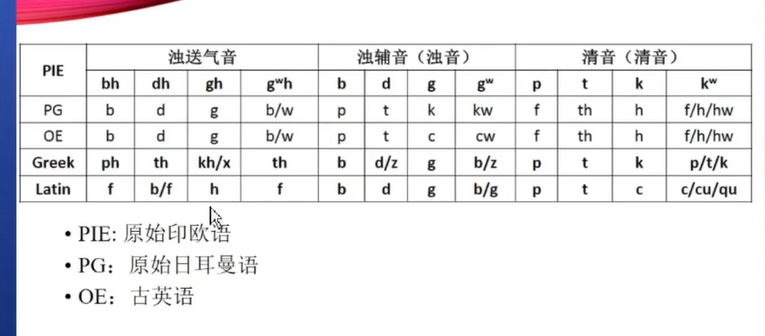 PIE 浊送气音 浊辅音（浊音） 清音（清音）
bh dh gh gʷh b d g gʷ p t k kʷ
PG b d g b/w p t k kw f th h f/h/hw
OE b d g b/w p t c cw f th h f/h/hw
Greek ph th kh/x th b d/z g b/z p t k p/t/k
Latin f b/f h f b d g b/g p t c c/cu/qu
• PIE: 原始印欧语
• PG：原始日耳曼语
• OE：古英语